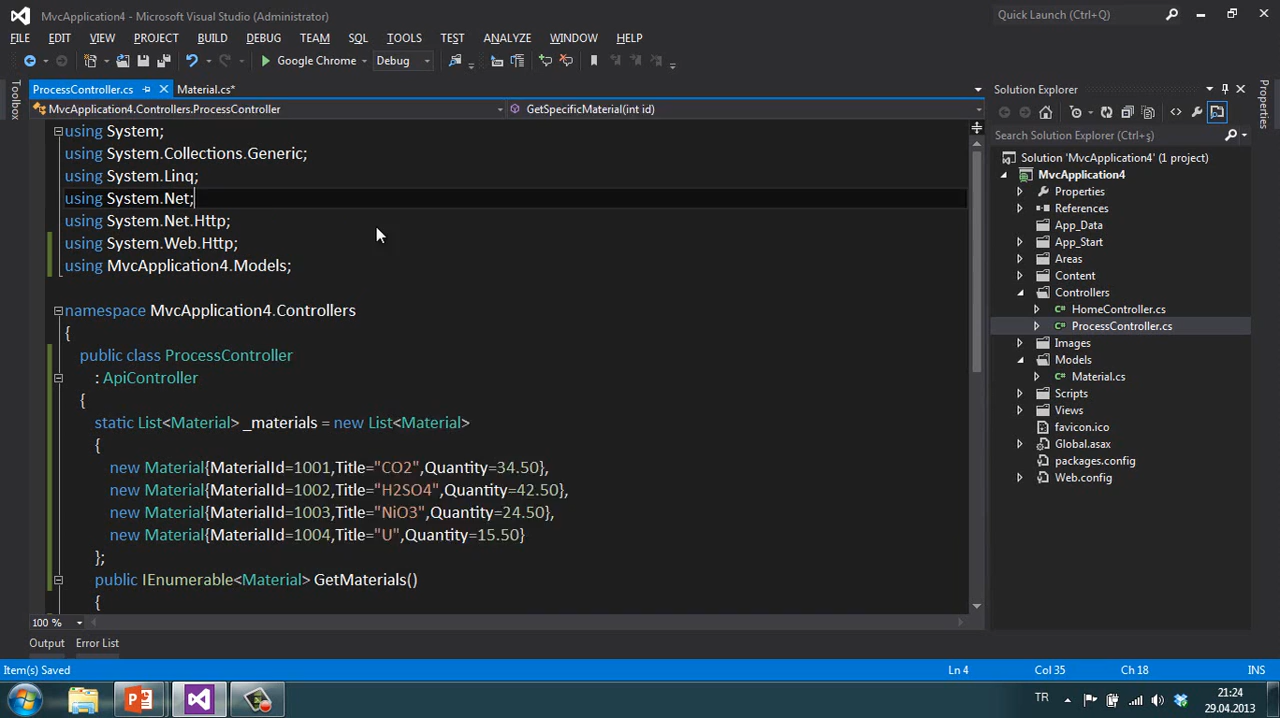 MvcApplication4 - Microsoft Visual Studio (Administrator)
Quick Launch (Ctrl+Q)
FILE EDIT VIEW PROJECT BUILD DEBUG TEAM SQL TOOLS TEST ANALYZE WINDOW HELP
Google Chrome Debug
ProcessController.cs Material.cs*
MvcApplication4.Controllers.ProcessController GetSpecificMaterial(int id)
Toolbox
using System;
using System.Collections.Generic;
using System.Linq;
using System.Net;
using System.Net.Http;
using System.Web.Http;
using MvcApplication4.Models;
namespace MvcApplication4.Controllers
{
public class ProcessController
: ApiController
{
static List<Material> _materials = new List<Material>
{
new Material{MaterialId=1001,Title="CO2",Quantity=34.50},
new Material{MaterialId=1002,Title="H2SO4",Quantity=42.50},
new Material{MaterialId=1003,Title="NiO3",Quantity=24.50},
new Material{MaterialId=1004,Title="U",Quantity=15.50}
};
public IEnumerable<Material> GetMaterials()
{
100 %
Solution Explorer
Search Solution Explorer (Ctrl+ş)
Solution 'MvcApplication4' (1 project)
MvcApplication4
Properties
References
App_Data
App_Start
Areas
Content
Controllers
HomeController.cs
ProcessController.cs
Images
Models
Material.cs
Scripts
Views
favicon.ico
Global.asax
packages.config
Web.config
Properties
Output Error List
Item(s) Saved Ln 4 Col 35 Ch 18 INS
TR 21:24
29.04.2013